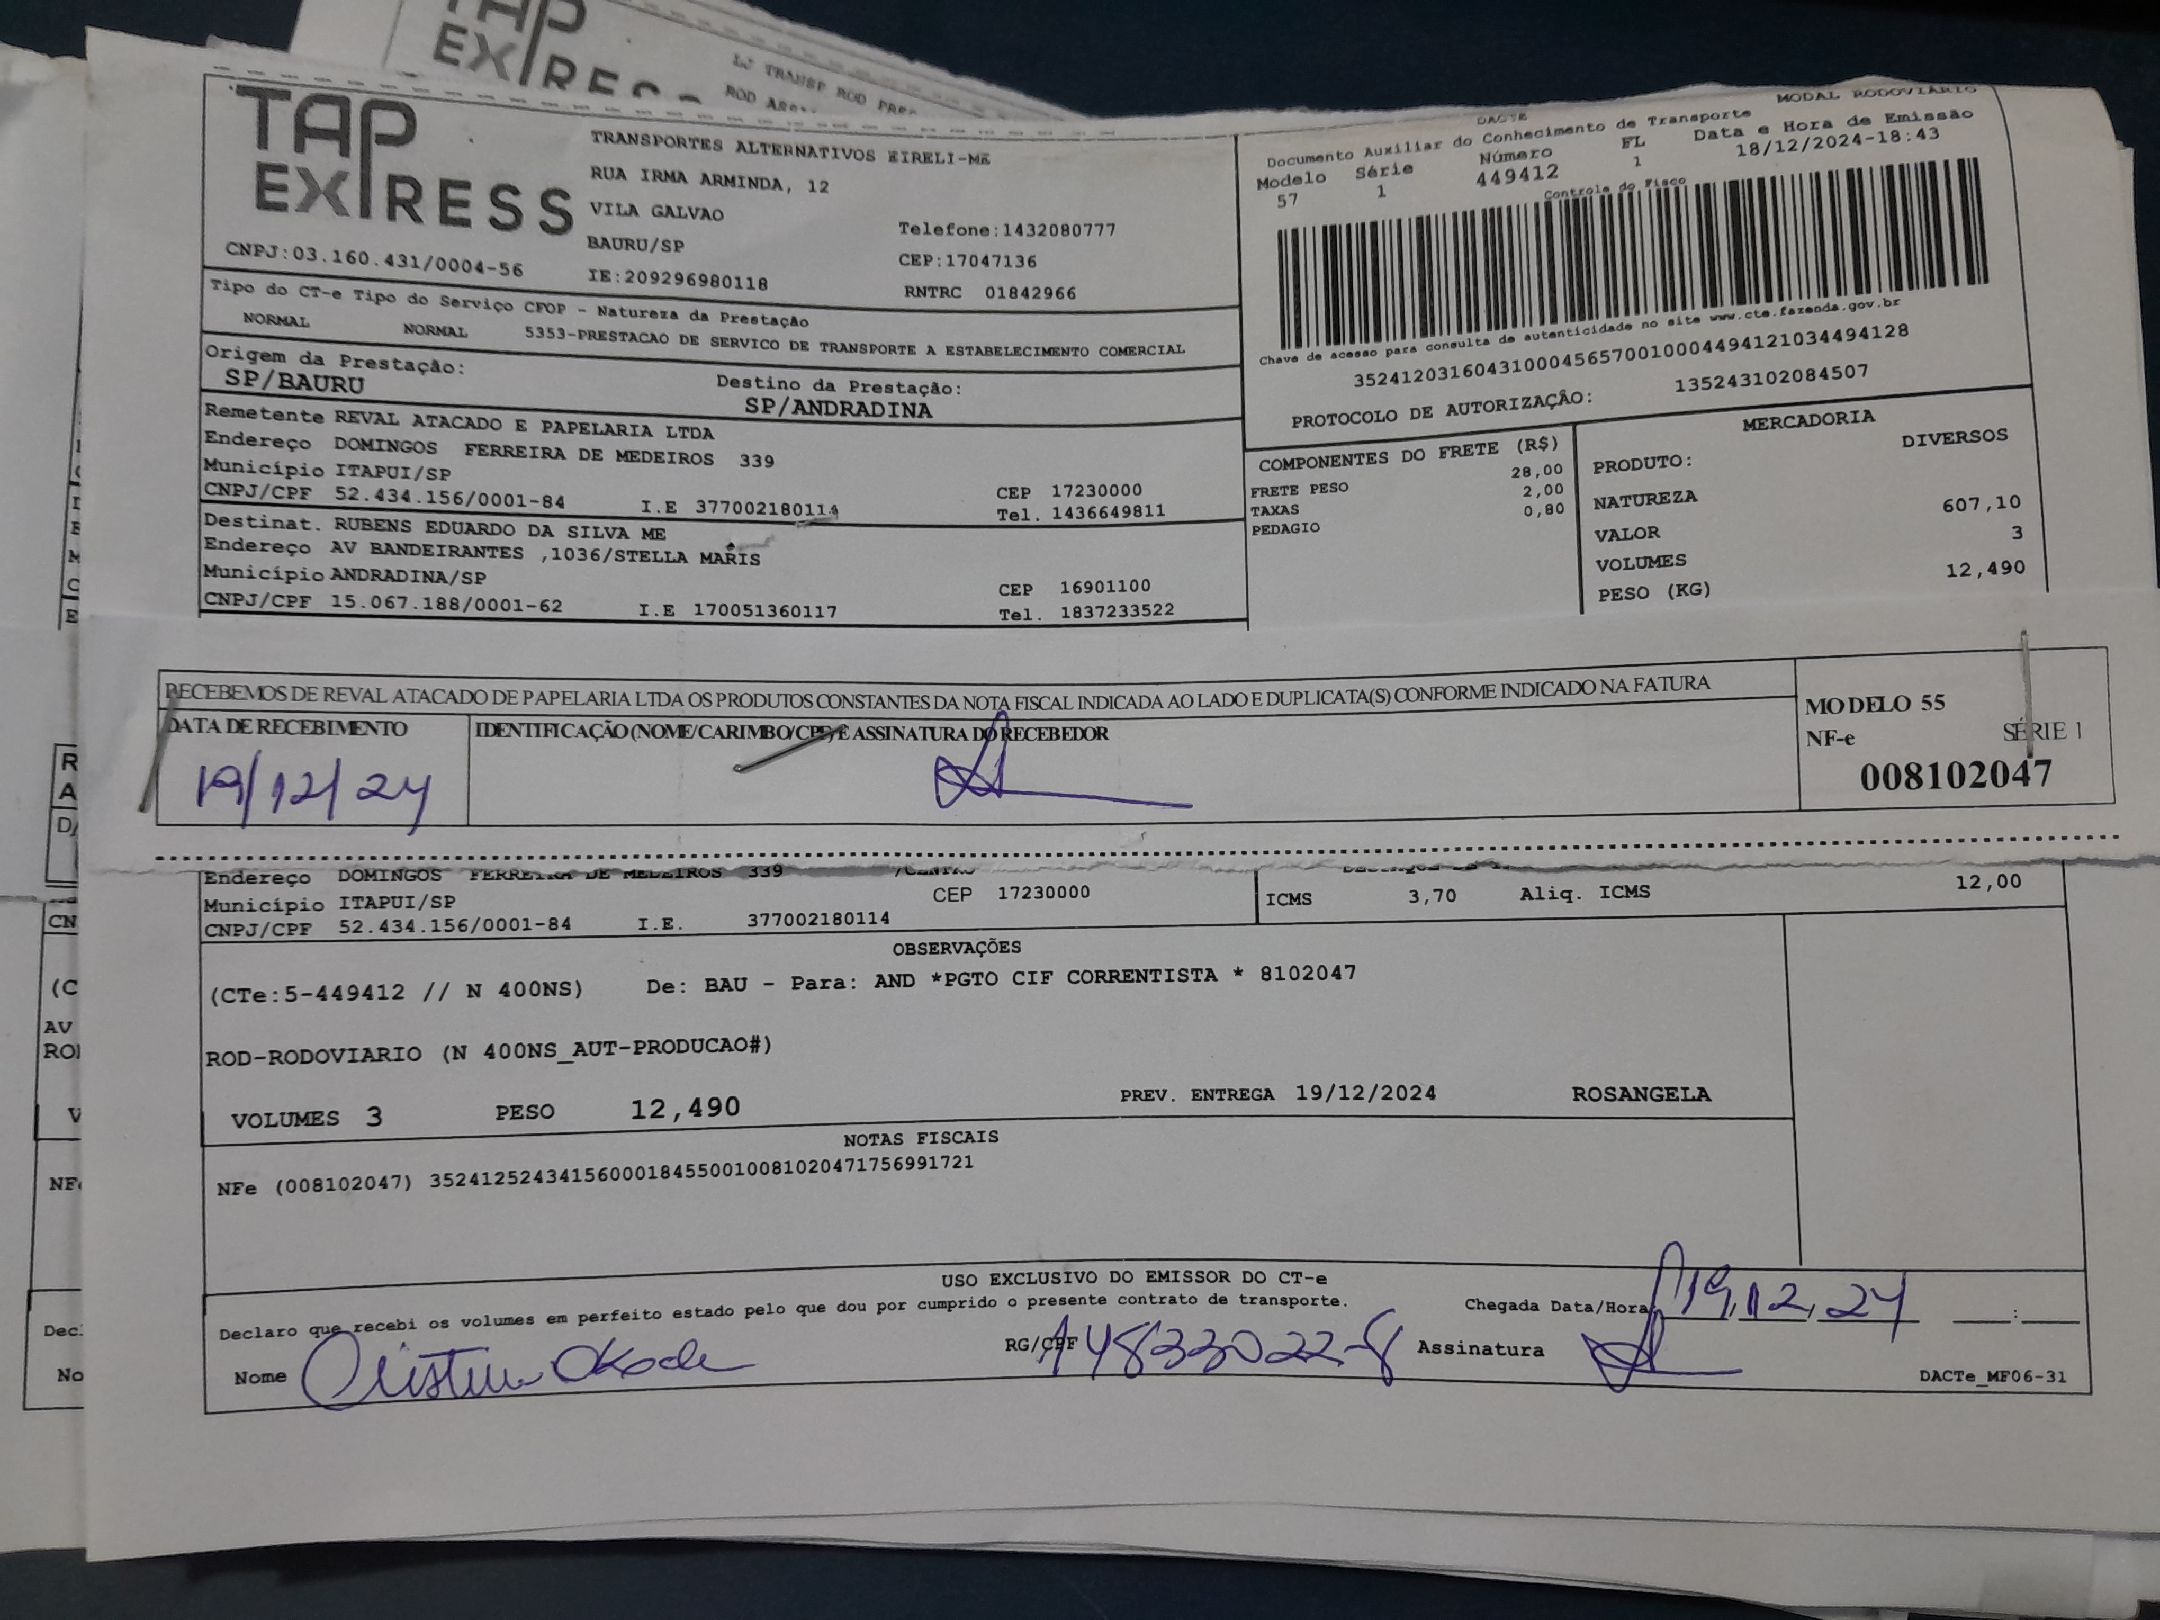 TAP
EXPRESS
LJ TRANSP ROD
ROD
TAP
EXPRESS
TRANSPORTES ALTERNATIVOS EIRELI-ME
RUA IRMA ARMINDA, 12
VILA GALVAO
BAURU/SP
Telefone:1432080777
CEP:17047136
CNPJ:03.160.431/0004-56
IE:209296980118
RNTRC 01842966
DACTE
MODAL RODOVIÁRIO
Documento Auxiliar do Conhecimento de Transporte
Modelo Série Número FL Data e Hora de Emissão
57 1 449412 1 18/12/2024-18:43
Controle do Fisco
Chave de acesso para consulta de autenticidade no site www.cte.fazenda.gov.br
35241203160431000456570010004494121034494128
PROTOCOLO DE AUTORIZAÇÃO: 135243102084507
Tipo do CT-e Tipo do Serviço CFOP - Natureza da Prestação
NORMAL NORMAL 5353-PRESTACAO DE SERVICO DE TRANSPORTE A ESTABELECIMENTO COMERCIAL
Origem da Prestação: Destino da Prestação:
SP/BAURU SP/ANDRADINA
Remetente REVAL ATACADO E PAPELARIA LTDA
Endereço DOMINGOS FERREIRA DE MEDEIROS 339
Município ITAPUI/SP CEP 17230000
CNPJ/CPF 52.434.156/0001-84 I.E 377002180114 Tel. 1436649811
Destinat. RUBENS EDUARDO DA SILVA ME
Endereço AV BANDEIRANTES ,1036/STELLA MARIS
Município ANDRADINA/SP CEP 16901100
CNPJ/CPF 15.067.188/0001-62 I.E 170051360117 Tel. 1837233522
COMPONENTES DO FRETE (R$)
FRETE PESO 28,00
TAXAS 2,00
PEDAGIO 0,80
MERCADORIA
PRODUTO: DIVERSOS
NATUREZA
VALOR 607,10
VOLUMES 3
PESO (KG) 12,490
RECEBEMOS DE REVAL ATACADO DE PAPELARIA LTDA OS PRODUTOS CONSTANTES DA NOTA FISCAL INDICADA AO LADO E DUPLICATA(S) CONFORME INDICADO NA FATURA
DATA DE RECEBIMENTO
IDENTIFICAÇÃO (NOME/CARIMBO/CPF) E ASSINATURA DO RECEBEDOR
19/12/24
MODELO 55
NF-e SÉRIE 1
008102047
Endereço DOMINGOS FERREIRA DE MEDEIROS 339 /CENTRO
Município ITAPUI/SP CEP 17230000
CNPJ/CPF 52.434.156/0001-84 I.E. 377002180114
ICMS 3,70 Aliq. ICMS 12,00
OBSERVAÇÕES
(CTe:5-449412 // N 400NS) De: BAU - Para: AND *PGTO CIF CORRENTISTA * 8102047
ROD-RODOVIARIO (N 400NS_AUT-PRODUCAO#)
VOLUMES 3 PESO 12,490 PREV. ENTREGA 19/12/2024 ROSANGELA
NOTAS FISCAIS
NFe (008102047) 35241252434156000184550010081020471756991721
USO EXCLUSIVO DO EMISSOR DO CT-e
Declaro que recebi os volumes em perfeito estado pelo que dou por cumprido o presente contrato de transporte.
Chegada Data/Hora 19,12,24 :
Nome RG/CPF 14833022-8 Assinatura
DACTe_MF06-31